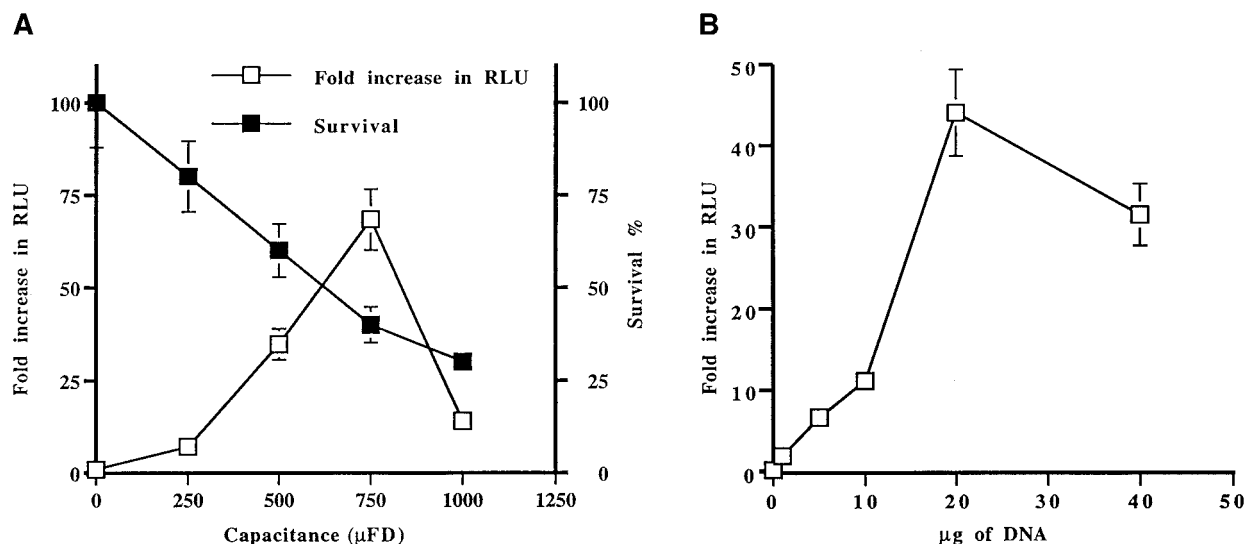 A
Fold increase in RLU
Survival
100
75
50
25
0
Fold increase in RLU
100
75
50
25
0
Survival %
0 250 500 750 1000 1250
Capacitance (μFD)
B
50
40
30
20
10
0
Fold increase in RLU
0 10 20 30 40 50
μg of DNA